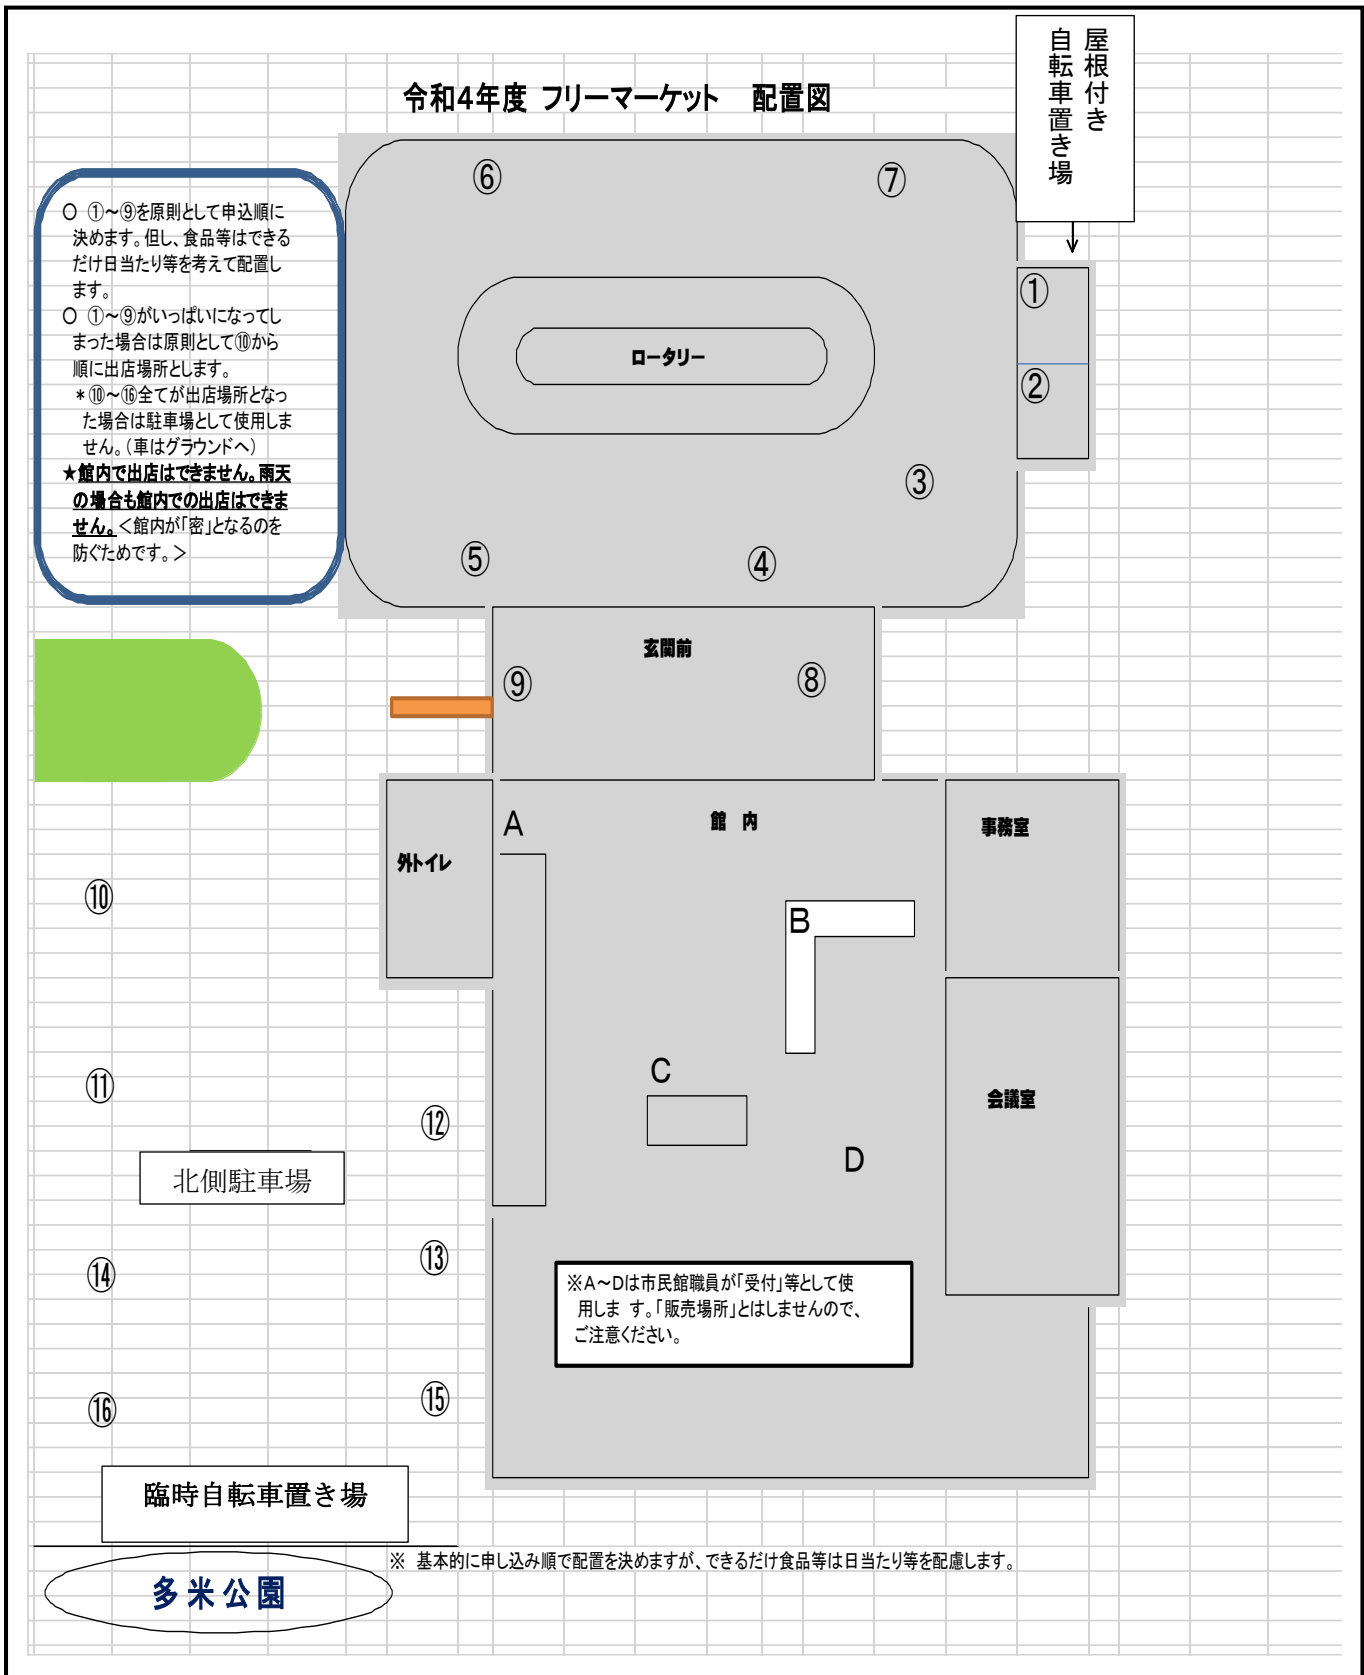 屋根付き
自転車置き場
令和4年度 フリーマーケット　配置図
⑥
⑦
○ ①～⑨を原則として申込順に
決めます。但し、食品等はできる
だけ日当たり等を考えて配置し
ます。
○ ①～⑨がいっぱいになってし
まった場合は原則として⑩から
順に出店場所とします。
＊⑩～⑯全てが出店場所となっ
た場合は駐車場として使用しま
せん。（車はグラウンドへ）
★館内で出店はできません。雨天
の場合も館内での出店はできま
せん。＜館内が「密」となるのを
防ぐためです。＞
①
ロータリー
②
③
⑤
④
玄関前
⑨
⑧
A
館　内
事務室
外トイレ
⑩
B
C
⑪
会議室
⑫
D
北側駐車場
⑬
⑭
※A～Dは市民館職員が「受付」等として使
用しま す。「販売場所」とはしませんので、
ご注意ください。
⑮
⑯
臨時自転車置き場
※ 基本的に申し込み順で配置を決めますが、できるだけ食品等は日当たり等を配慮します。
多米公園